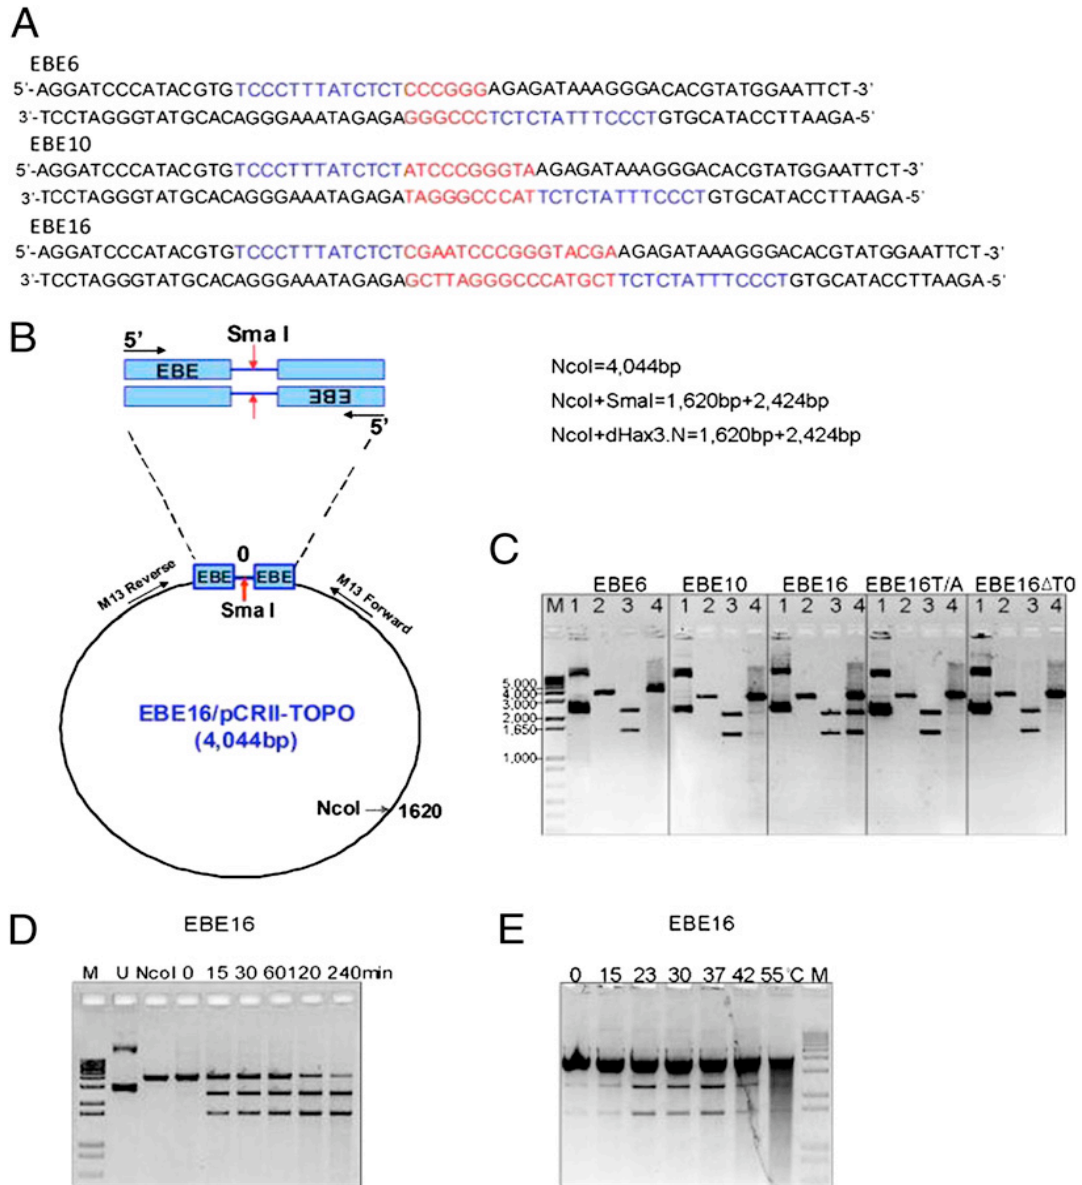 A
EBE6
5'-AGGATCCCATACGTGTCCCTTTATCTCTCCCGGGAGAGATAAAGGGACACGTATGGAATTCT-3'
3'-TCCTAGGGTATGCACAGGGAAATAGAGAGGGCCCTCTCTATTTCCCTGTGCATACCTTAAGA-5'
EBE10
5'-AGGATCCCATACGTGTCCCTTTATCTCTATCCCGGGTAAGAGATAAAGGGACACGTATGGAATTCT-3'
3'-TCCTAGGGTATGCACAGGGAAATAGAGATAGGGCCCATTCTCTATTTCCCTGTGCATACCTTAAGA-5'
EBE16
5'-AGGATCCCATACGTGTCCCTTTATCTCTCGAATCCCGGGTACGAAGAGATAAAGGGACACGTATGGAATTCT-3'
3'-TCCTAGGGTATGCACAGGGAAATAGAGAGCTTAGGGCCCATGCTTCTCTATTTCCCTGTGCATACCTTAAGA-5'
B
5'
Sma I
EBE
EBE
5'
NcoI=4,044bp
NcoI+SmaI=1,620bp+2,424bp
NcoI+dHax3.N=1,620bp+2,424bp
0
EBE EBE
Sma I
M13 Reverse
M13 Forward
EBE16/pCRII-TOPO
(4,044bp)
NcoI 1620
C
EBE6 EBE10 EBE16 EBE16T/A EBE16ΔT0
M 1 2 3 4 1 2 3 4 1 2 3 4 1 2 3 4 1 2 3 4
5,000
4,000
3,000
2,000
1,650
1,000
D
EBE16
M U NcoI 0 15 30 60 120 240min
E
EBE16
0 15 23 30 37 42 55°C M